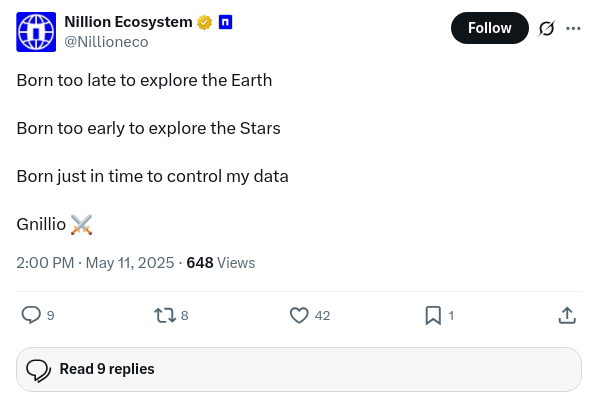 Nillion Ecosystem
@Nillioneco
Follow
Born too late to explore the Earth
Born too early to explore the Stars
Born just in time to control my data
Gnillio ⚔️
2:00 PM · May 11, 2025 · 648 Views
9
8
42
1
Read 9 replies